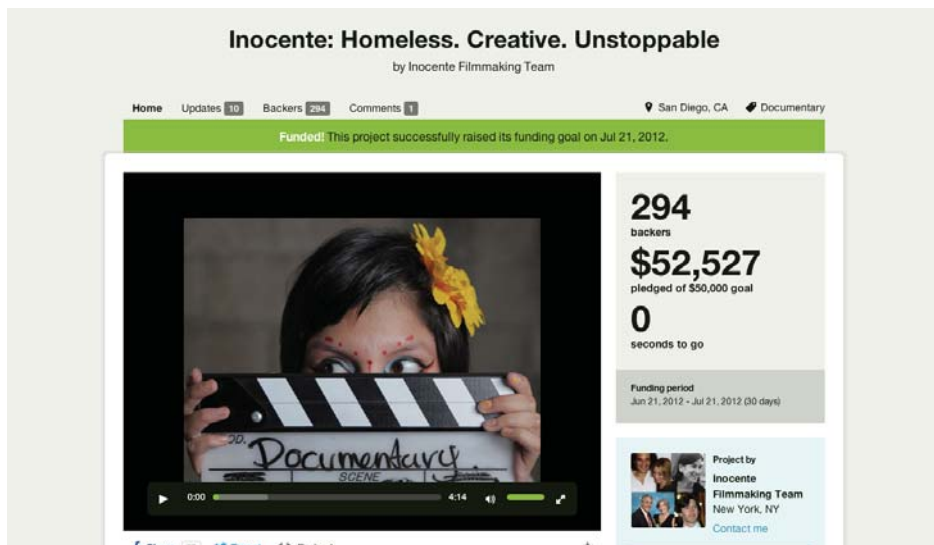 Inocente: Homeless. Creative. Unstoppable
by Inocente Filmmaking Team
Home Updates 10 Backers 294 Comments 1 San Diego, CA Documentary
Funded! This project successfully raised its funding goal on Jul 21, 2012.
294
backers
$52,527
pledged of $50,000 goal
0
seconds to go
Funding period
Jun 21, 2012 - Jul 21, 2012 (30 days)
OD.
Documentary
SCENE
0:00 4:14
Project by
Inocente
Filmmaking Team
New York, NY
Contact me